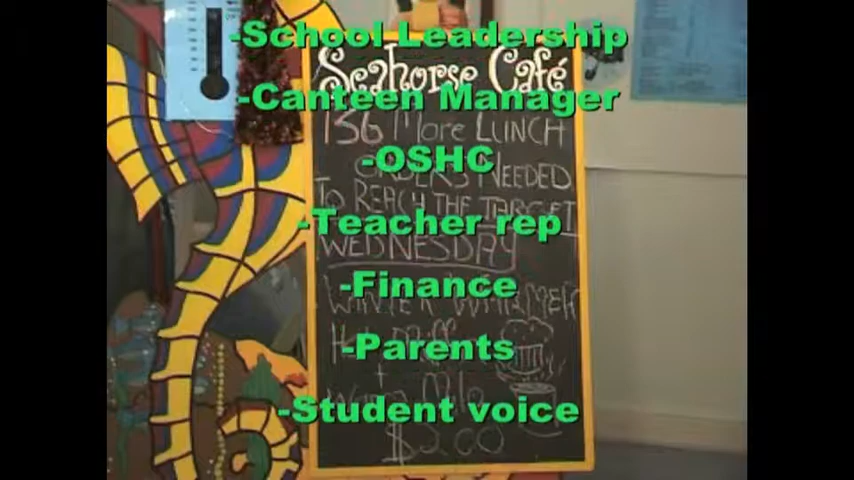 -School Leadership
Seahorse Café
-Canteen Manager
136 More LUNCH
-OSHC
ORDERS NEEDED
TO REACH THE TARGET
-Teacher rep
WEDNESDAY
-Finance
WINTER WARMER
-Parents
+
-Student voice
$2.00